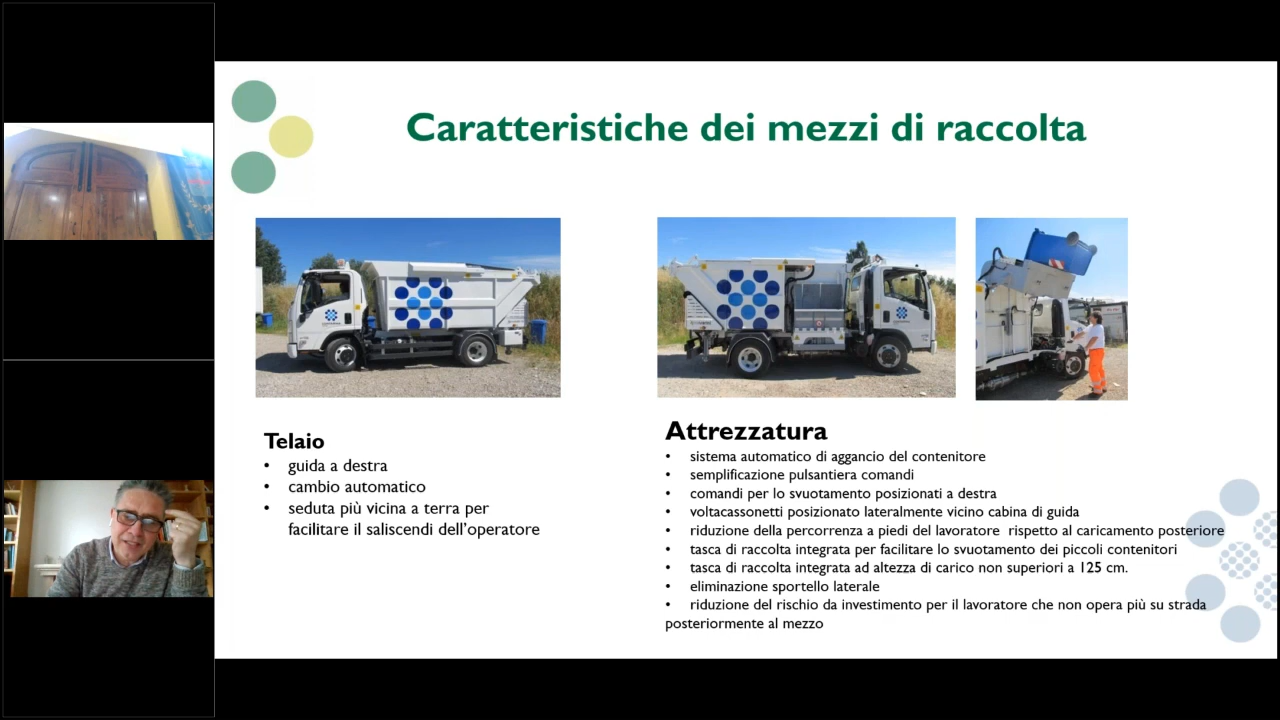 Caratteristiche dei mezzi di raccolta
Telaio
• guida a destra
• cambio automatico
• seduta più vicina a terra per
facilitare il saliscendi dell'operatore
Attrezzatura
• sistema automatico di aggancio del contenitore
• semplificazione pulsantiera comandi
• comandi per lo svuotamento posizionati a destra
• voltacassonetti posizionato lateralmente vicino cabina di guida
• riduzione della percorrenza a piedi del lavoratore rispetto al caricamento posteriore
• tasca di raccolta integrata per facilitare lo svuotamento dei piccoli contenitori
• tasca di raccolta integrata ad altezza di carico non superiori a 125 cm.
• eliminazione sportello laterale
• riduzione del rischio da investimento per il lavoratore che non opera più su strada
posteriormente al mezzo